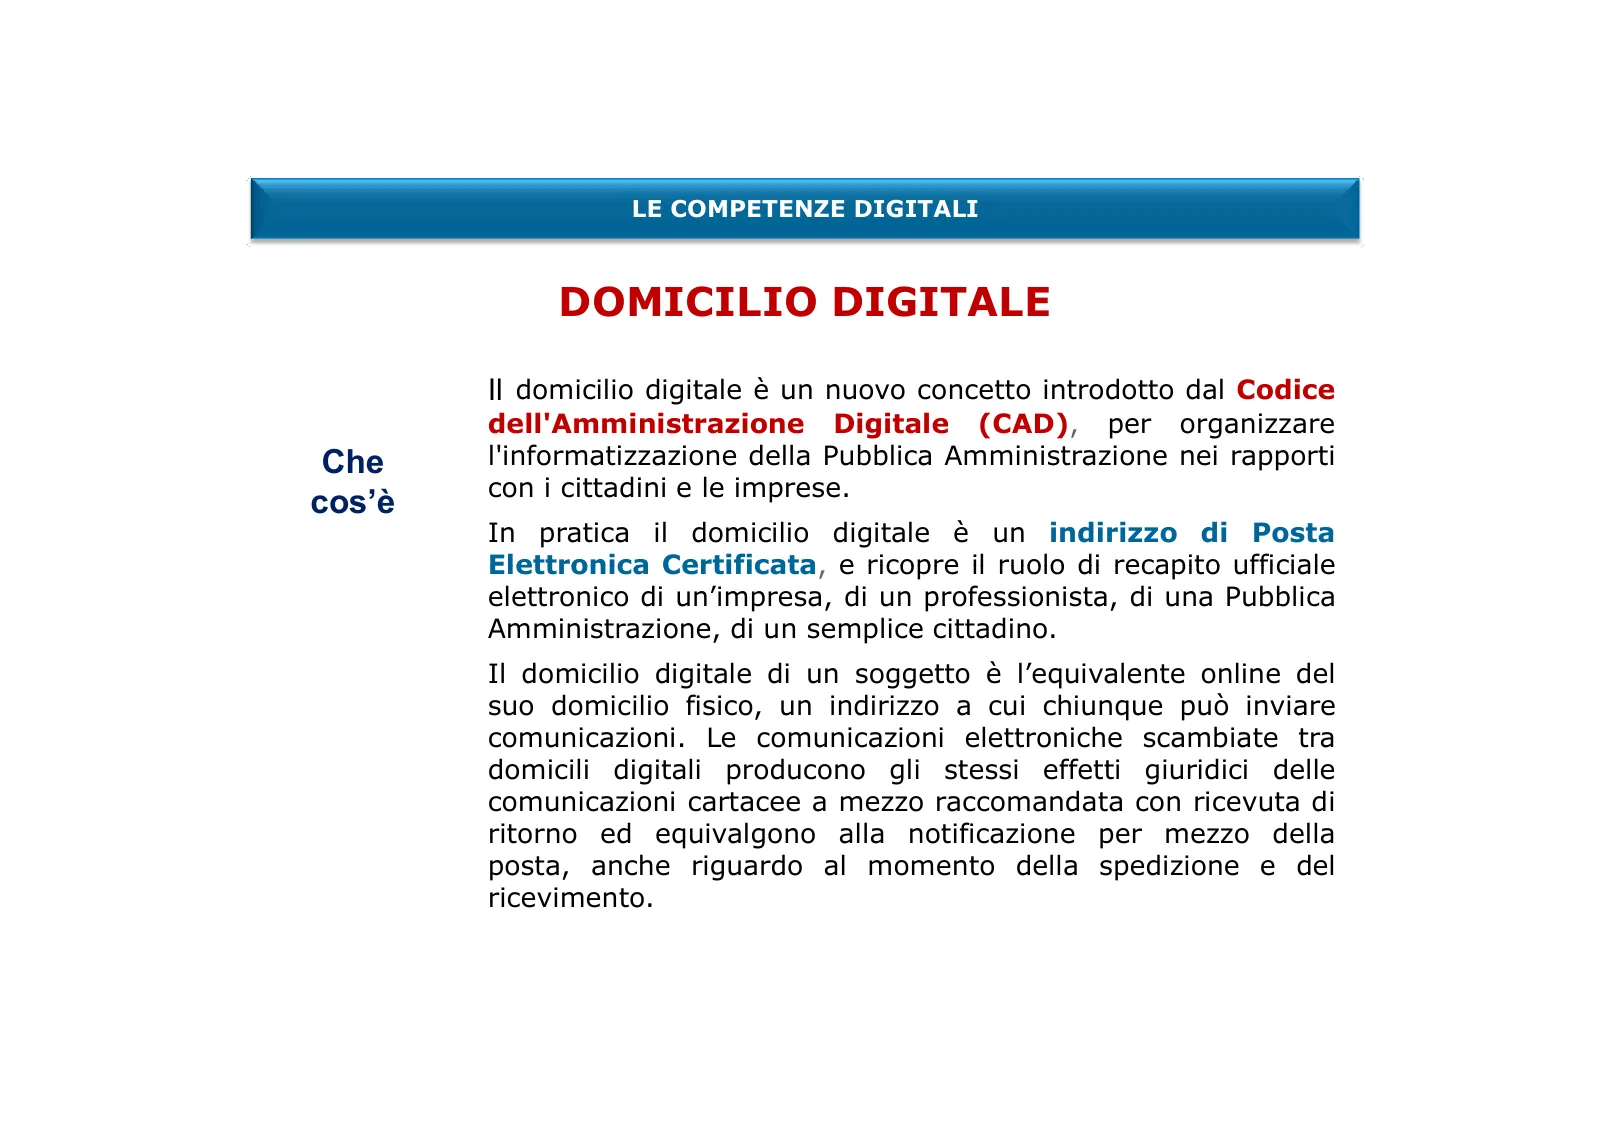 LE COMPETENZE DIGITALI
DOMICILIO DIGITALE
Che
cos’è
Il domicilio digitale è un nuovo concetto introdotto dal Codice
dell'Amministrazione Digitale (CAD), per organizzare
l'informatizzazione della Pubblica Amministrazione nei rapporti
con i cittadini e le imprese.
In pratica il domicilio digitale è un indirizzo di Posta
Elettronica Certificata, e ricopre il ruolo di recapito ufficiale
elettronico di un’impresa, di un professionista, di una Pubblica
Amministrazione, di un semplice cittadino.
Il domicilio digitale di un soggetto è l’equivalente online del
suo domicilio fisico, un indirizzo a cui chiunque può inviare
comunicazioni. Le comunicazioni elettroniche scambiate tra
domicili digitali producono gli stessi effetti giuridici delle
comunicazioni cartacee a mezzo raccomandata con ricevuta di
ritorno ed equivalgono alla notificazione per mezzo della
posta, anche riguardo al momento della spedizione e del
ricevimento.